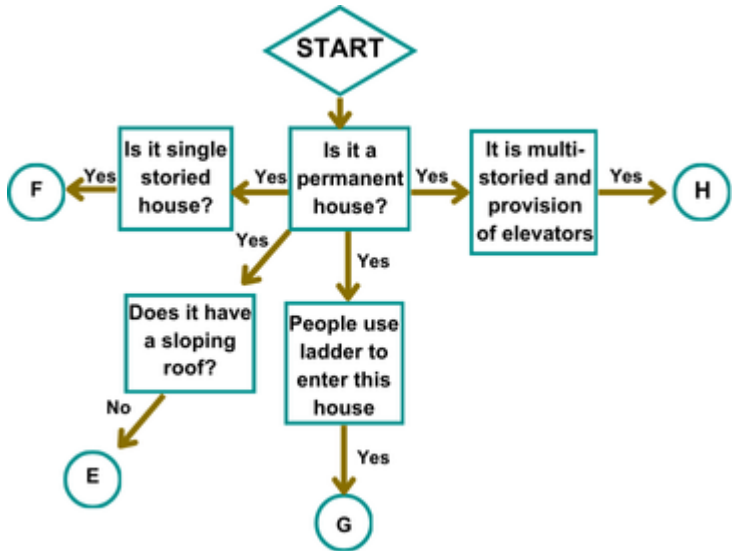 START
Is it single
storied
house?
Is it a
permanent
house?
It is multi-
storied and
provision
of elevators
F
Yes
Yes
Yes
Yes
H
Yes
Yes
Does it have
a sloping
roof?
People use
ladder to
enter this
house
No
E
Yes
G